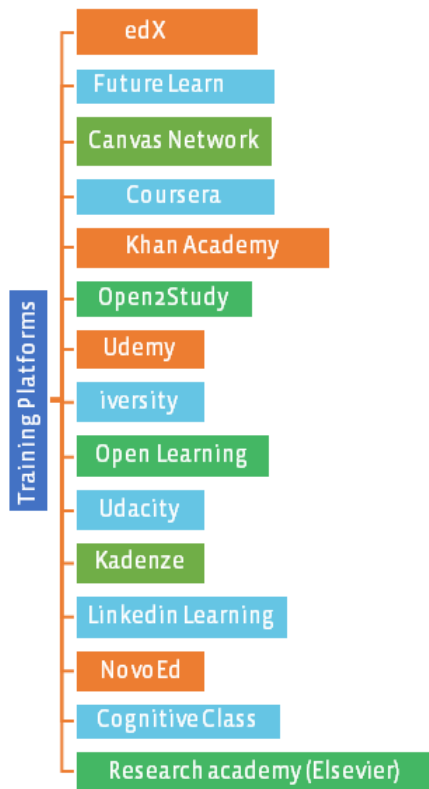 Training Platforms
edX
Future Learn
Canvas Network
Coursera
Khan Academy
Open2Study
Udemy
iversity
Open Learning
Udacity
Kadenze
Linkedin Learning
NovoEd
Cognitive Class
Research academy (Elsevier)